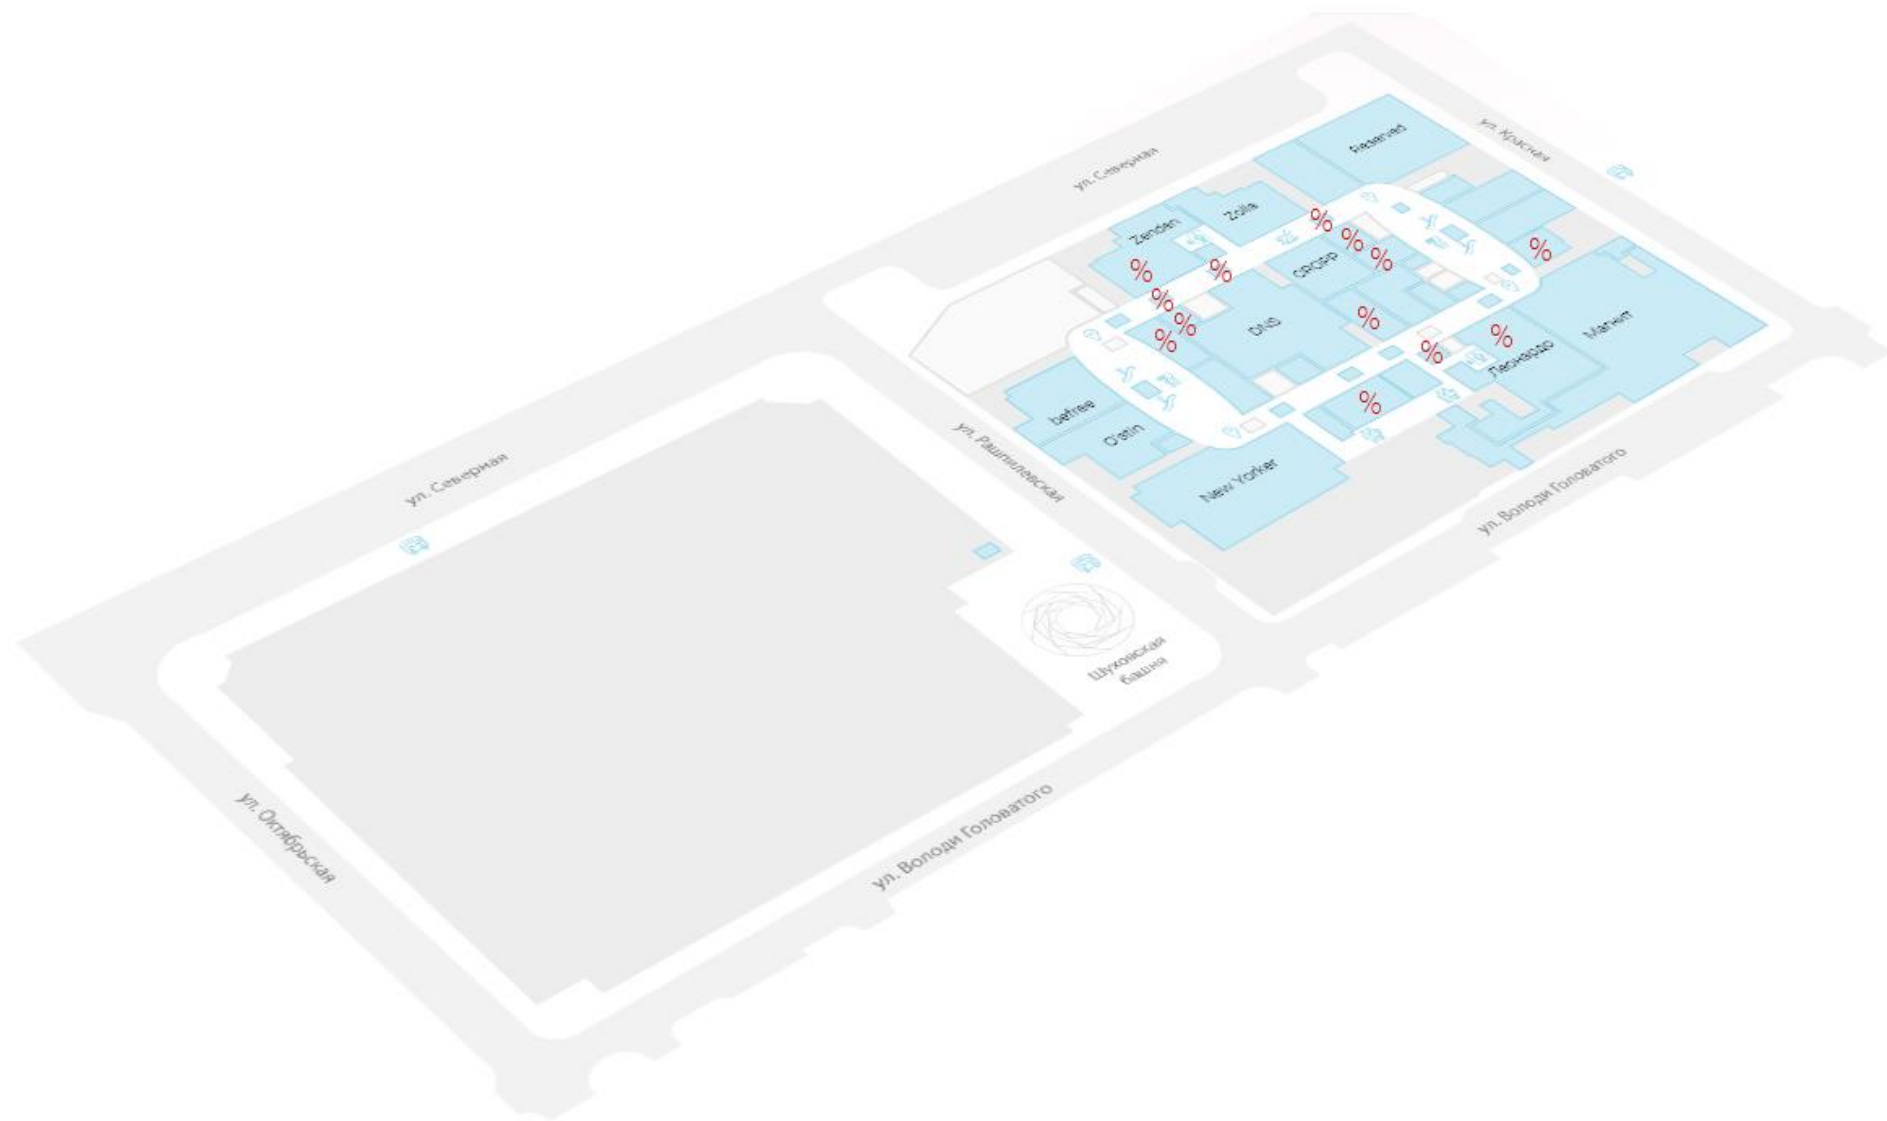 ул. Красная
Reserved
ул. Северная
Zolla
Zenden
%
%
%
%
OROPP
%
%
%
%
%
%
DNS
Магнит
%
%
Леонардо
%
befree
O'stin
New Yorker
ул. Рашпилевская
ул. Северная
ул. Володи Головатого
Шуховская
башня
ул. Октябрьская
ул. Володи Головатого